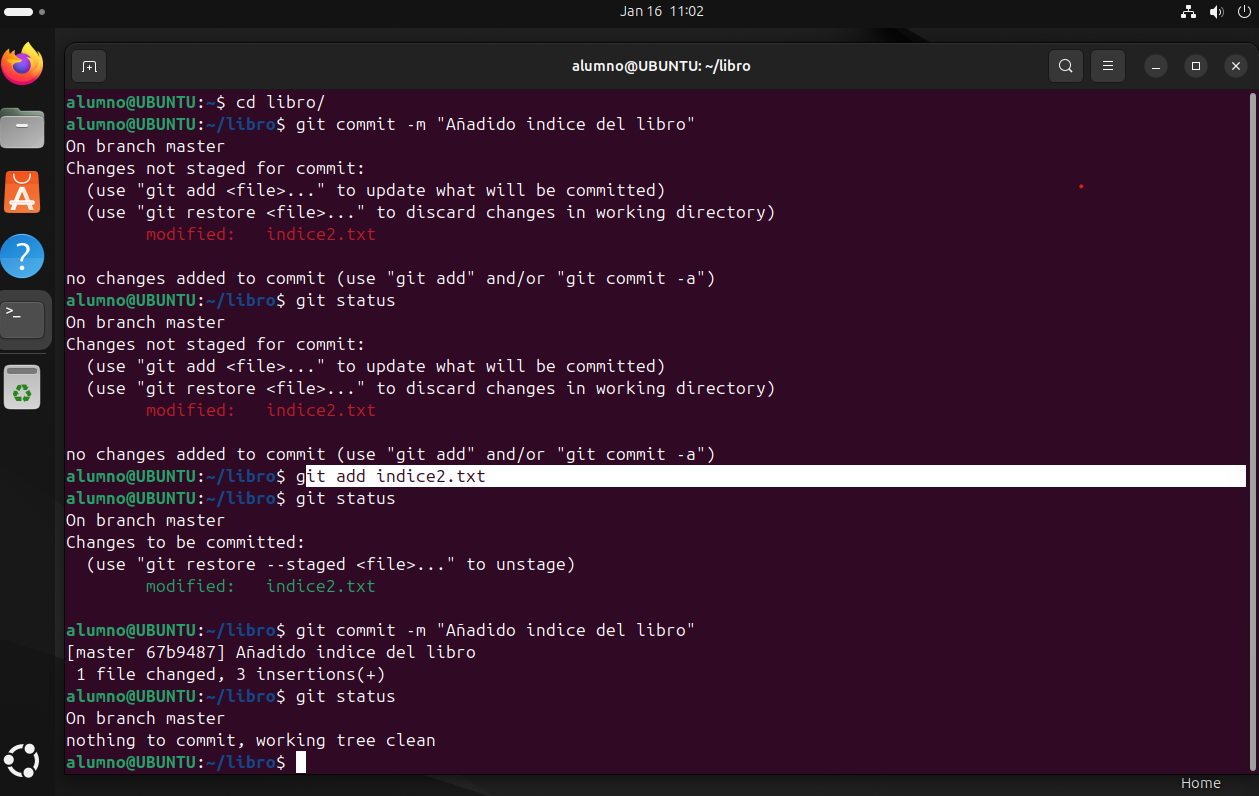 Jan 16 11:02
alumno@UBUNTU: ~/libro
alumno@UBUNTU:~$ cd libro/
alumno@UBUNTU:~/libro$ git commit -m "Añadido indice del libro"
On branch master
Changes not staged for commit:
  (use "git add <file>..." to update what will be committed)
  (use "git restore <file>..." to discard changes in working directory)
        modified:   indice2.txt

no changes added to commit (use "git add" and/or "git commit -a")
alumno@UBUNTU:~/libro$ git status
On branch master
Changes not staged for commit:
  (use "git add <file>..." to update what will be committed)
  (use "git restore <file>..." to discard changes in working directory)
        modified:   indice2.txt

no changes added to commit (use "git add" and/or "git commit -a")
alumno@UBUNTU:~/libro$ git add indice2.txt
alumno@UBUNTU:~/libro$ git status
On branch master
Changes to be committed:
  (use "git restore --staged <file>..." to unstage)
        modified:   indice2.txt

alumno@UBUNTU:~/libro$ git commit -m "Añadido indice del libro"
[master 67b9487] Añadido indice del libro
 1 file changed, 3 insertions(+)
alumno@UBUNTU:~/libro$ git status
On branch master
nothing to commit, working tree clean
alumno@UBUNTU:~/libro$
Home